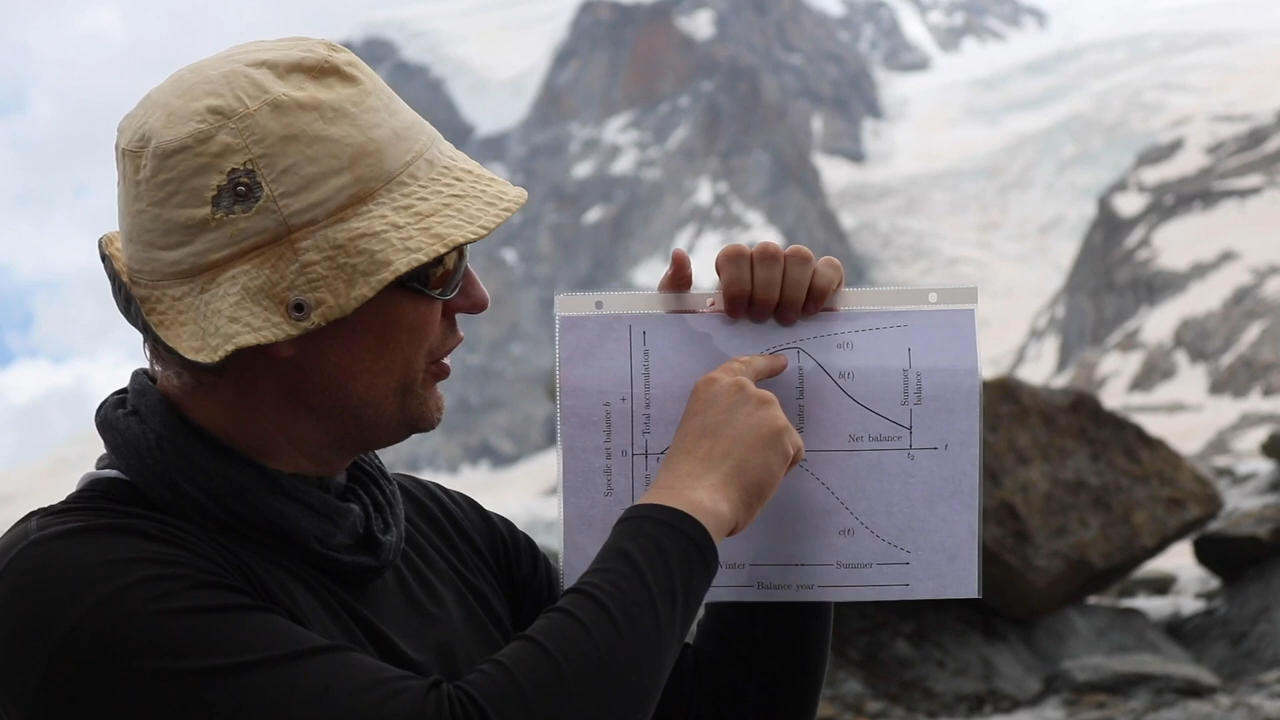 a(t)
b(t)
c(t)
Total accumulation
Specific net balance b
+
0
Winter balance
Summer
balance
Net balance
t₂
t
Winter
Summer
Balance year